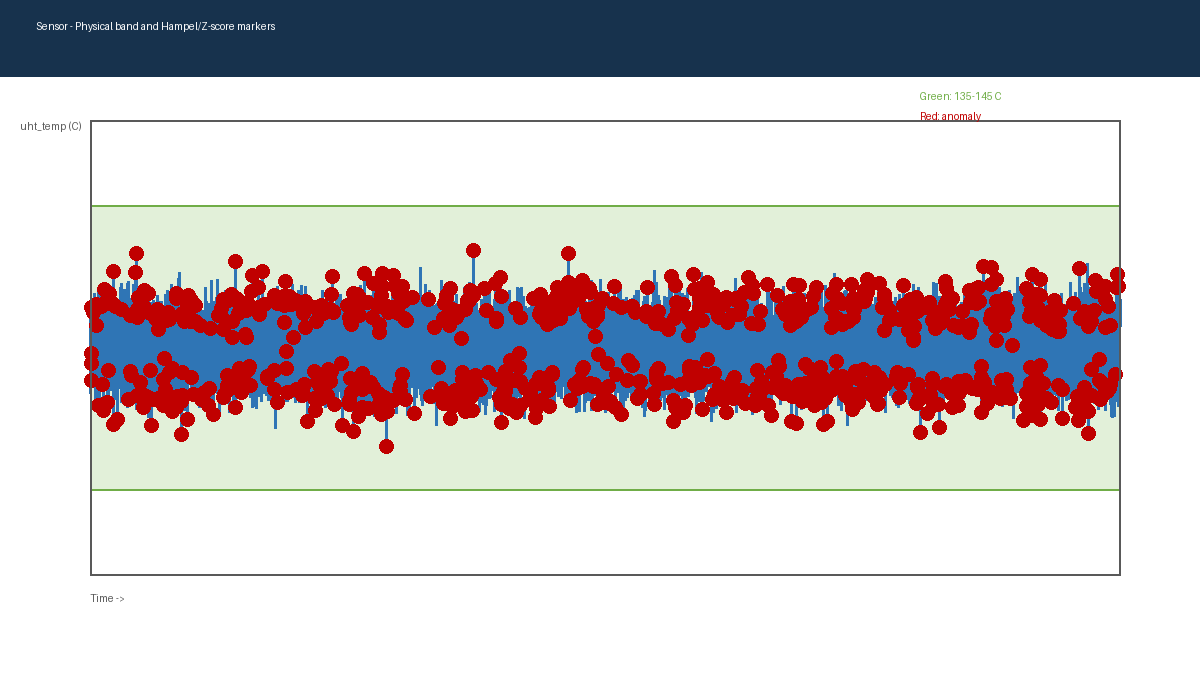 Sensor - Physical band and Hampel/Z-score markers
Green: 135-145 C
Red: anomaly
uht_temp (C)
Time ->